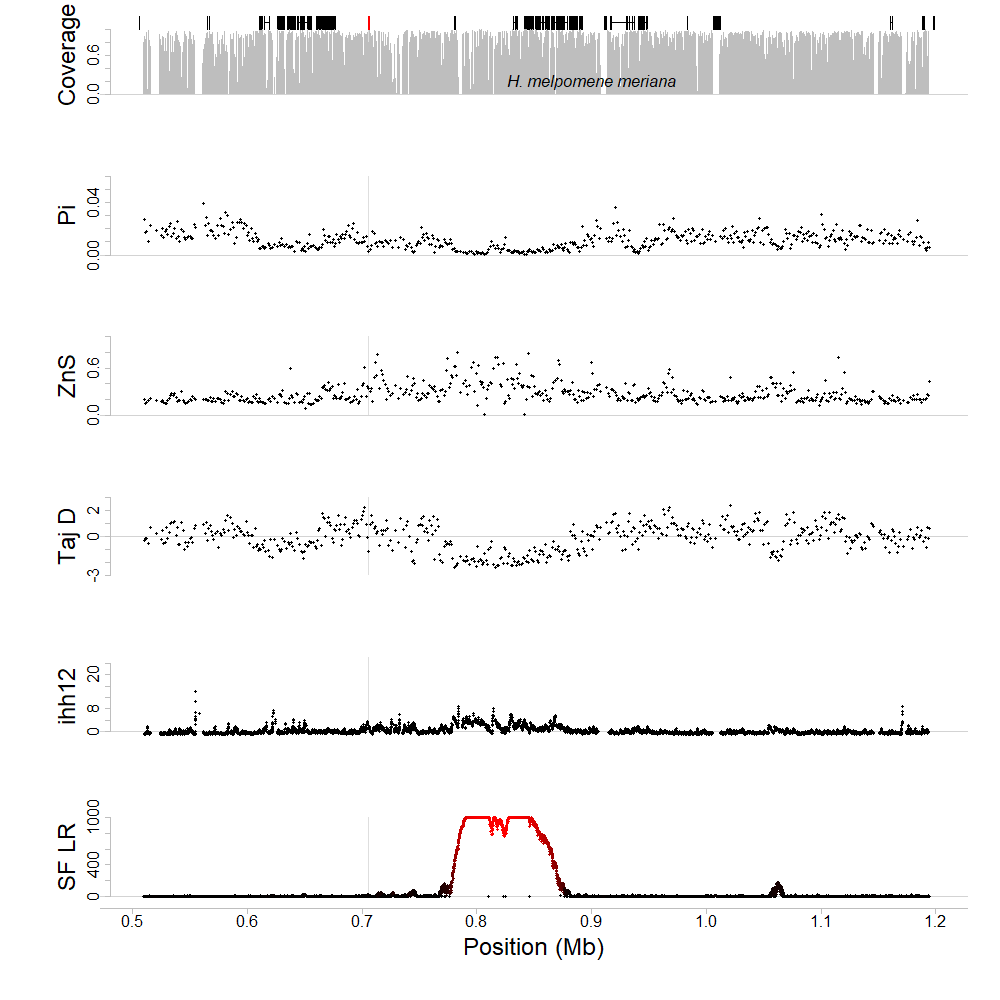 Coverage
0.0 0.6
H. melpomene meriana
Pi
0.00 0.04
ZnS
0.0 0.6
Taj D
-3 0 2
ihh12
0 8 20
SF LR
0 400 1000
0.5 0.6 0.7 0.8 0.9 1.0 1.1 1.2
Position (Mb)